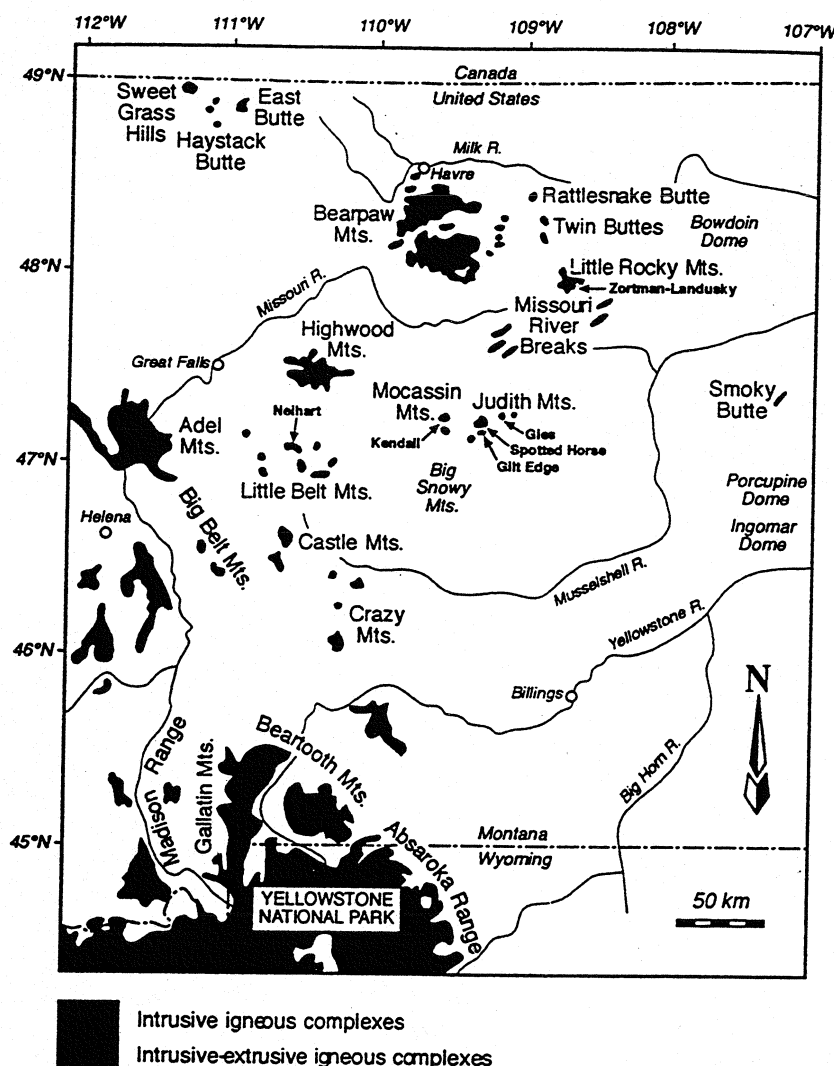 112°W 111°W 110°W 109°W 108°W 107°W
49°N
Canada
United States
Sweet
Grass
Hills
East
Butte
Haystack
Butte
Milk R.
Havre
Rattlesnake Butte
Bearpaw
Mts.
Twin Buttes
Bowdoin
Dome
48°N
Little Rocky Mts.
Zortman-Landusky
Missouri R.
Missouri
River
Breaks
Highwood
Mts.
Great Falls
Mocassin
Mts.
Judith Mts.
Smoky
Butte
Adel
Mts.
Neihart
Kendall
Gies
Spotted Horse
Gilt Edge
47°N
Little Belt Mts.
Big
Snowy
Mts.
Porcupine
Dome
Ingomar
Dome
Helena
Big Belt Mts.
Castle Mts.
Musselshell R.
Crazy
Mts.
46°N
Yellowstone R.
Billings
N
Madison Range
Gallatin Mts.
Beartooth Mts.
Big Horn R.
45°N
Absaroka Range
Montana
Wyoming
YELLOWSTONE
NATIONAL PARK
50 km
Intrusive igneous complexes
Intrusive-extrusive igneous complexes